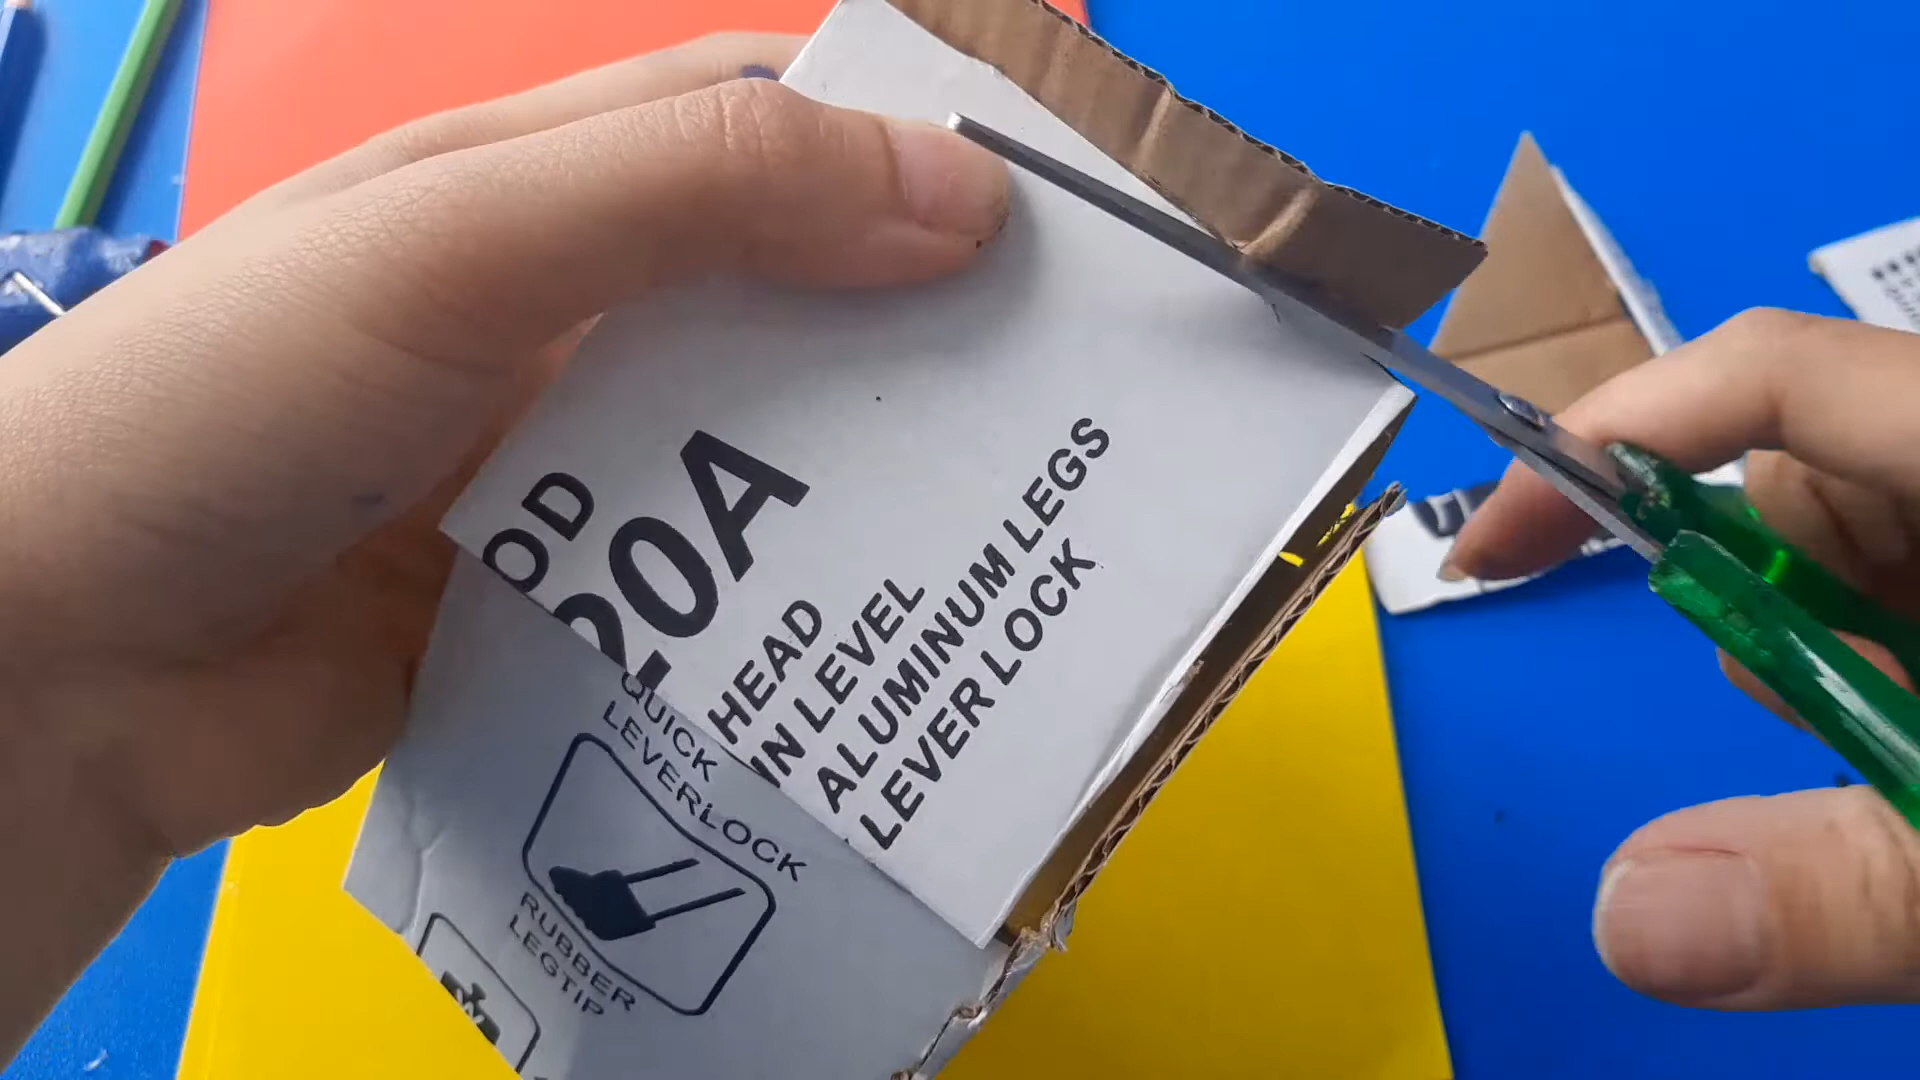 OD
20A
HEAD
IN LEVEL
ALUMINUM LEGS
LEVER LOCK
QUICK
LEVERLOCK
RUBBER
LEGTIP